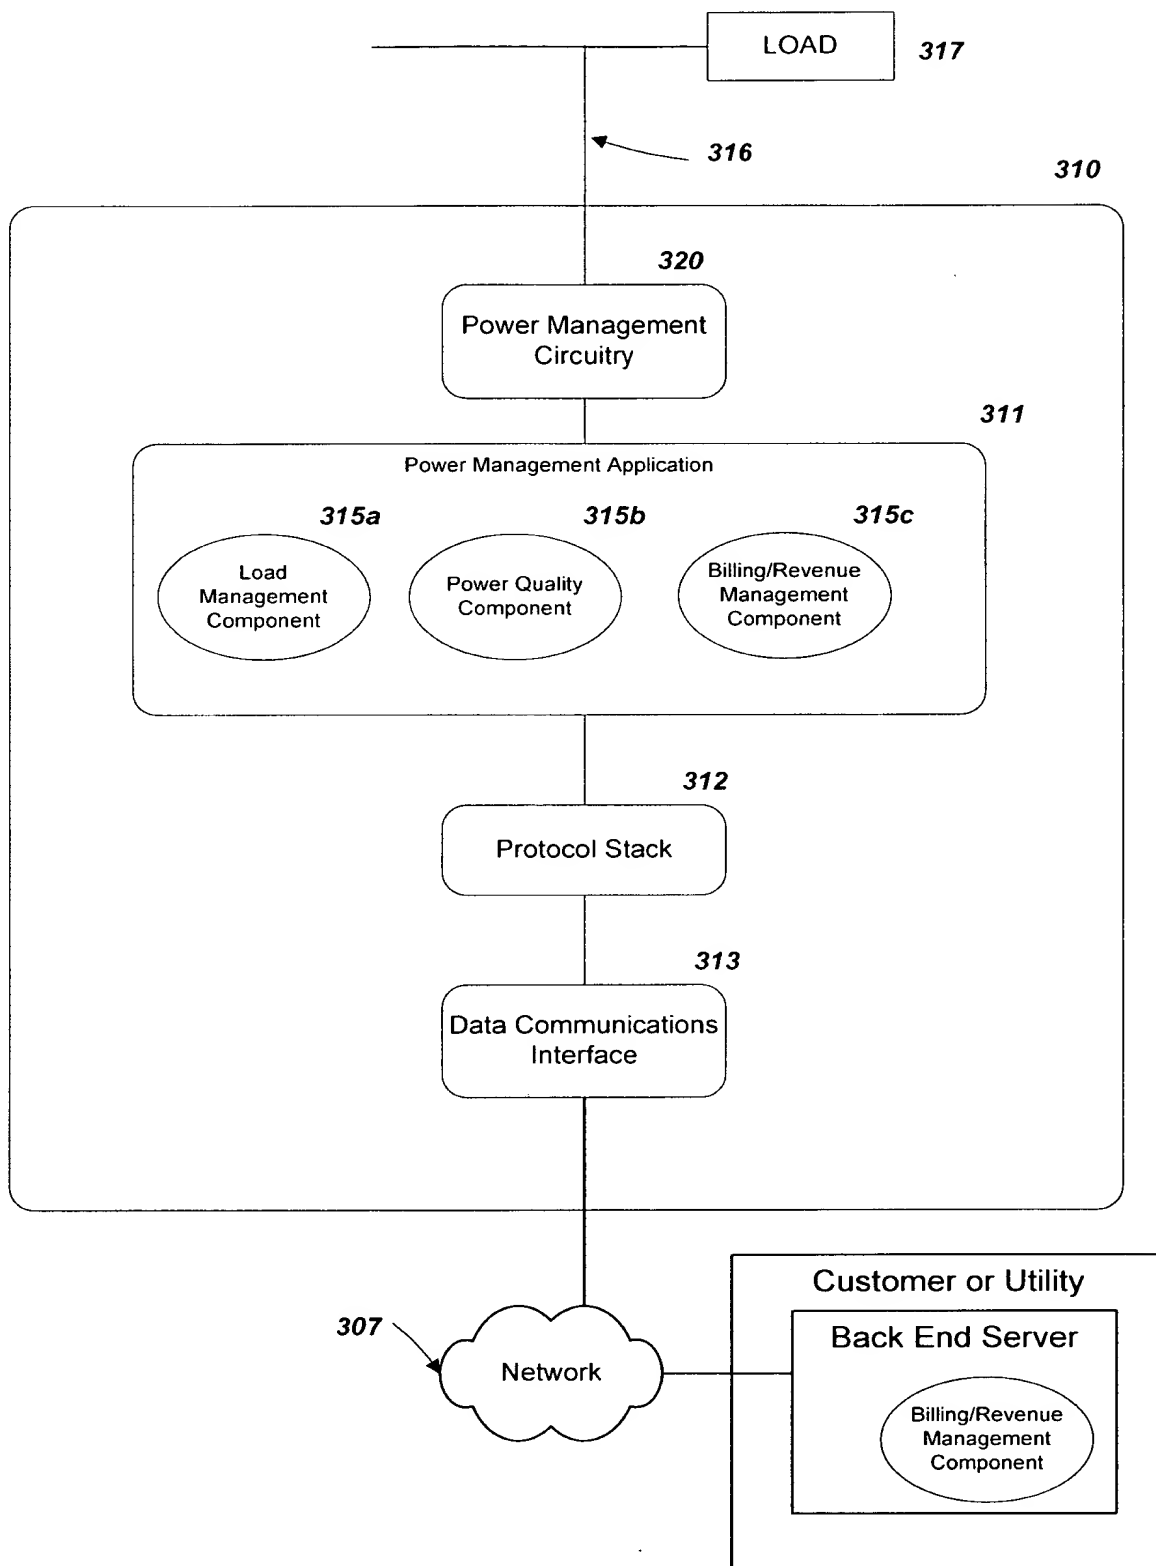 LOAD
317
316
310
320
Power Management
Circuitry
311
Power Management Application
315a
315b
315c
Load
Management
Component
Power Quality
Component
Billing/Revenue
Management
Component
312
Protocol Stack
313
Data Communications
Interface
Customer or Utility
307
Network
Back End Server
Billing/Revenue
Management
Component